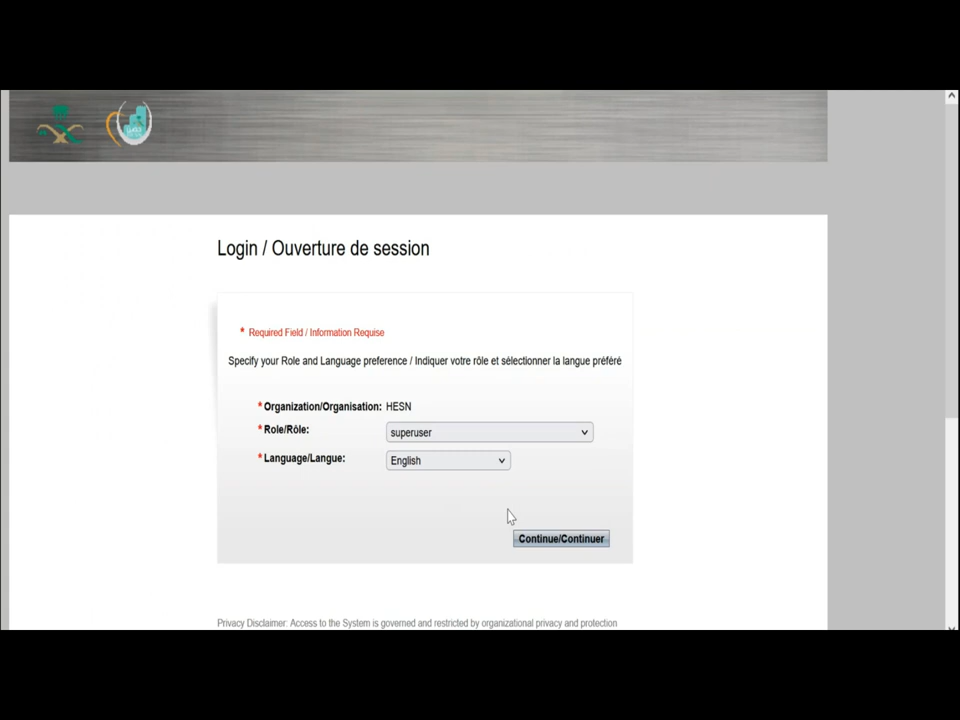 Login / Ouverture de session
* Required Field / Information Requise
Specify your Role and Language preference / Indiquer votre rôle et sélectionner la langue préféré
*Organization/Organisation: HESN
*Role/Rôle: superuser
*Language/Langue: English
Continue/Continuer
Privacy Disclaimer: Access to the System is governed and restricted by organizational privacy and protection